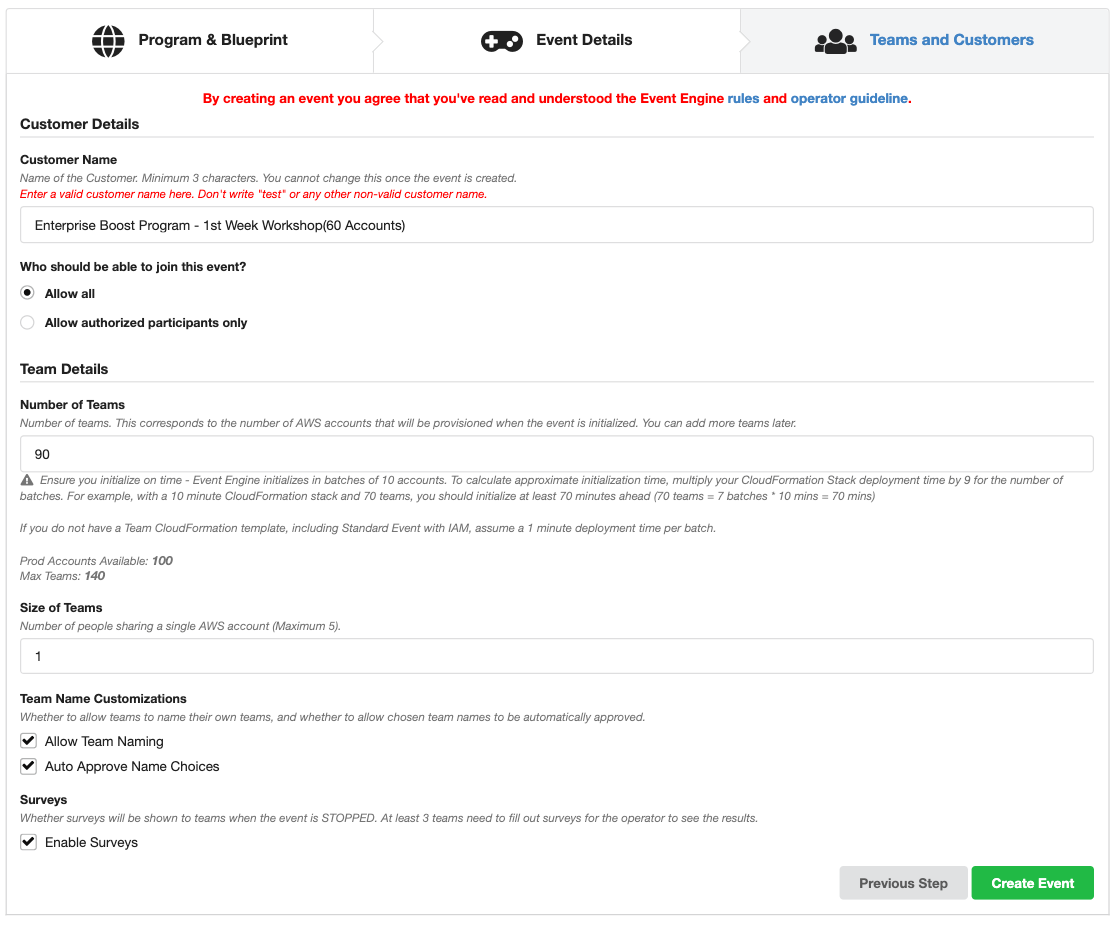 Program & Blueprint
Event Details
Teams and Customers
By creating an event you agree that you've read and understood the Event Engine rules and operator guideline.
Customer Details
Customer Name
Name of the Customer. Minimum 3 characters. You cannot change this once the event is created.
Enter a valid customer name here. Don't write "test" or any other non-valid customer name.
Enterprise Boost Program - 1st Week Workshop(60 Accounts)
Who should be able to join this event?
Allow all
Allow authorized participants only
Team Details
Number of Teams
Number of teams. This corresponds to the number of AWS accounts that will be provisioned when the event is initialized. You can add more teams later.
90
Ensure you initialize on time - Event Engine initializes in batches of 10 accounts. To calculate approximate initialization time, multiply your CloudFormation Stack deployment time by 9 for the number of
batches. For example, with a 10 minute CloudFormation stack and 70 teams, you should initialize at least 70 minutes ahead (70 teams = 7 batches * 10 mins = 70 mins)
If you do not have a Team CloudFormation template, including Standard Event with IAM, assume a 1 minute deployment time per batch.
Prod Accounts Available: 100
Max Teams: 140
Size of Teams
Number of people sharing a single AWS account (Maximum 5).
1
Team Name Customizations
Whether to allow teams to name their own teams, and whether to allow chosen team names to be automatically approved.
Allow Team Naming
Auto Approve Name Choices
Surveys
Whether surveys will be shown to teams when the event is STOPPED. At least 3 teams need to fill out surveys for the operator to see the results.
Enable Surveys
Previous Step
Create Event